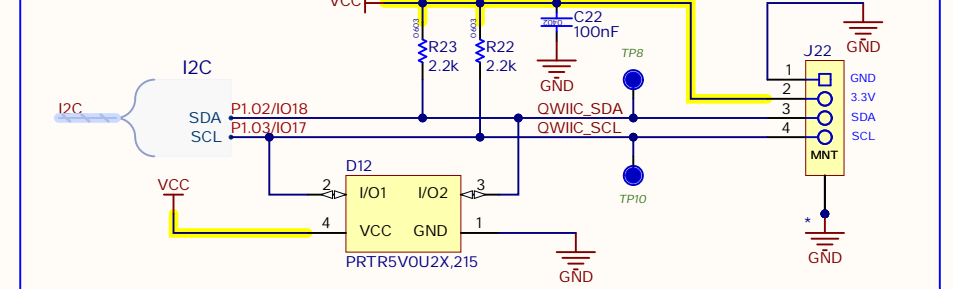 VCC
0603
0603
0402
C22
100nF
R23
2.2k
R22
2.2k
GND
TP8
J22
GND
I2C
I2C
SDA
SCL
P1.02/IO18
P1.03/IO17
QWIIC_SDA
QWIIC_SCL
1
2
3
4
GND
3.3V
SDA
SCL
MNT
D12
2
I/O1
I/O2
3
VCC
4
VCC
GND
1
PRTR5V0U2X,215
TP10
*
GND
GND